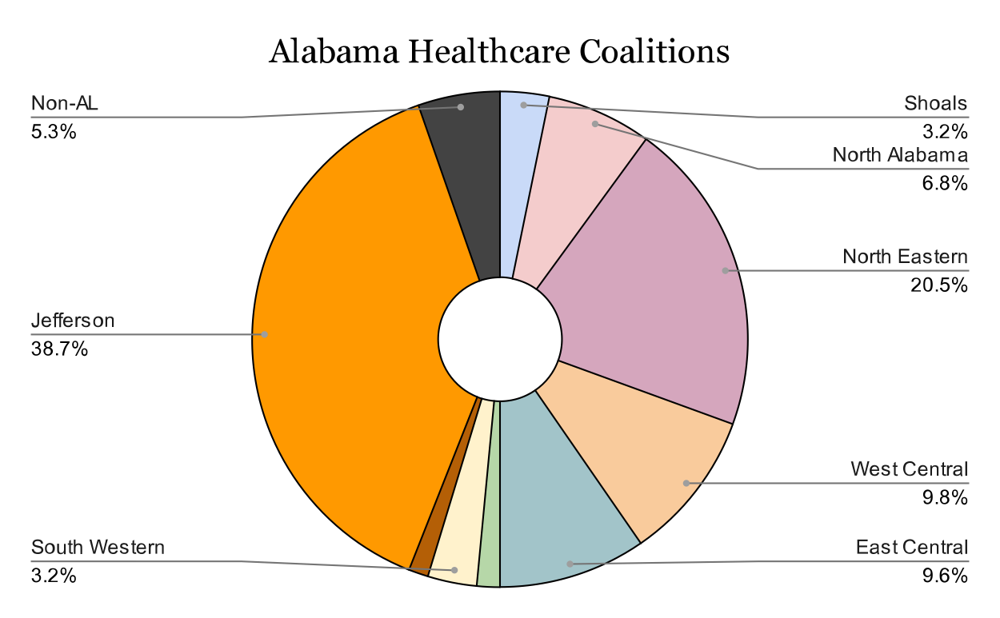 Alabama Healthcare Coalitions
Non-AL
5.3%
Shoals
3.2%
North Alabama
6.8%
North Eastern
20.5%
Jefferson
38.7%
West Central
9.8%
South Western
3.2%
East Central
9.6%